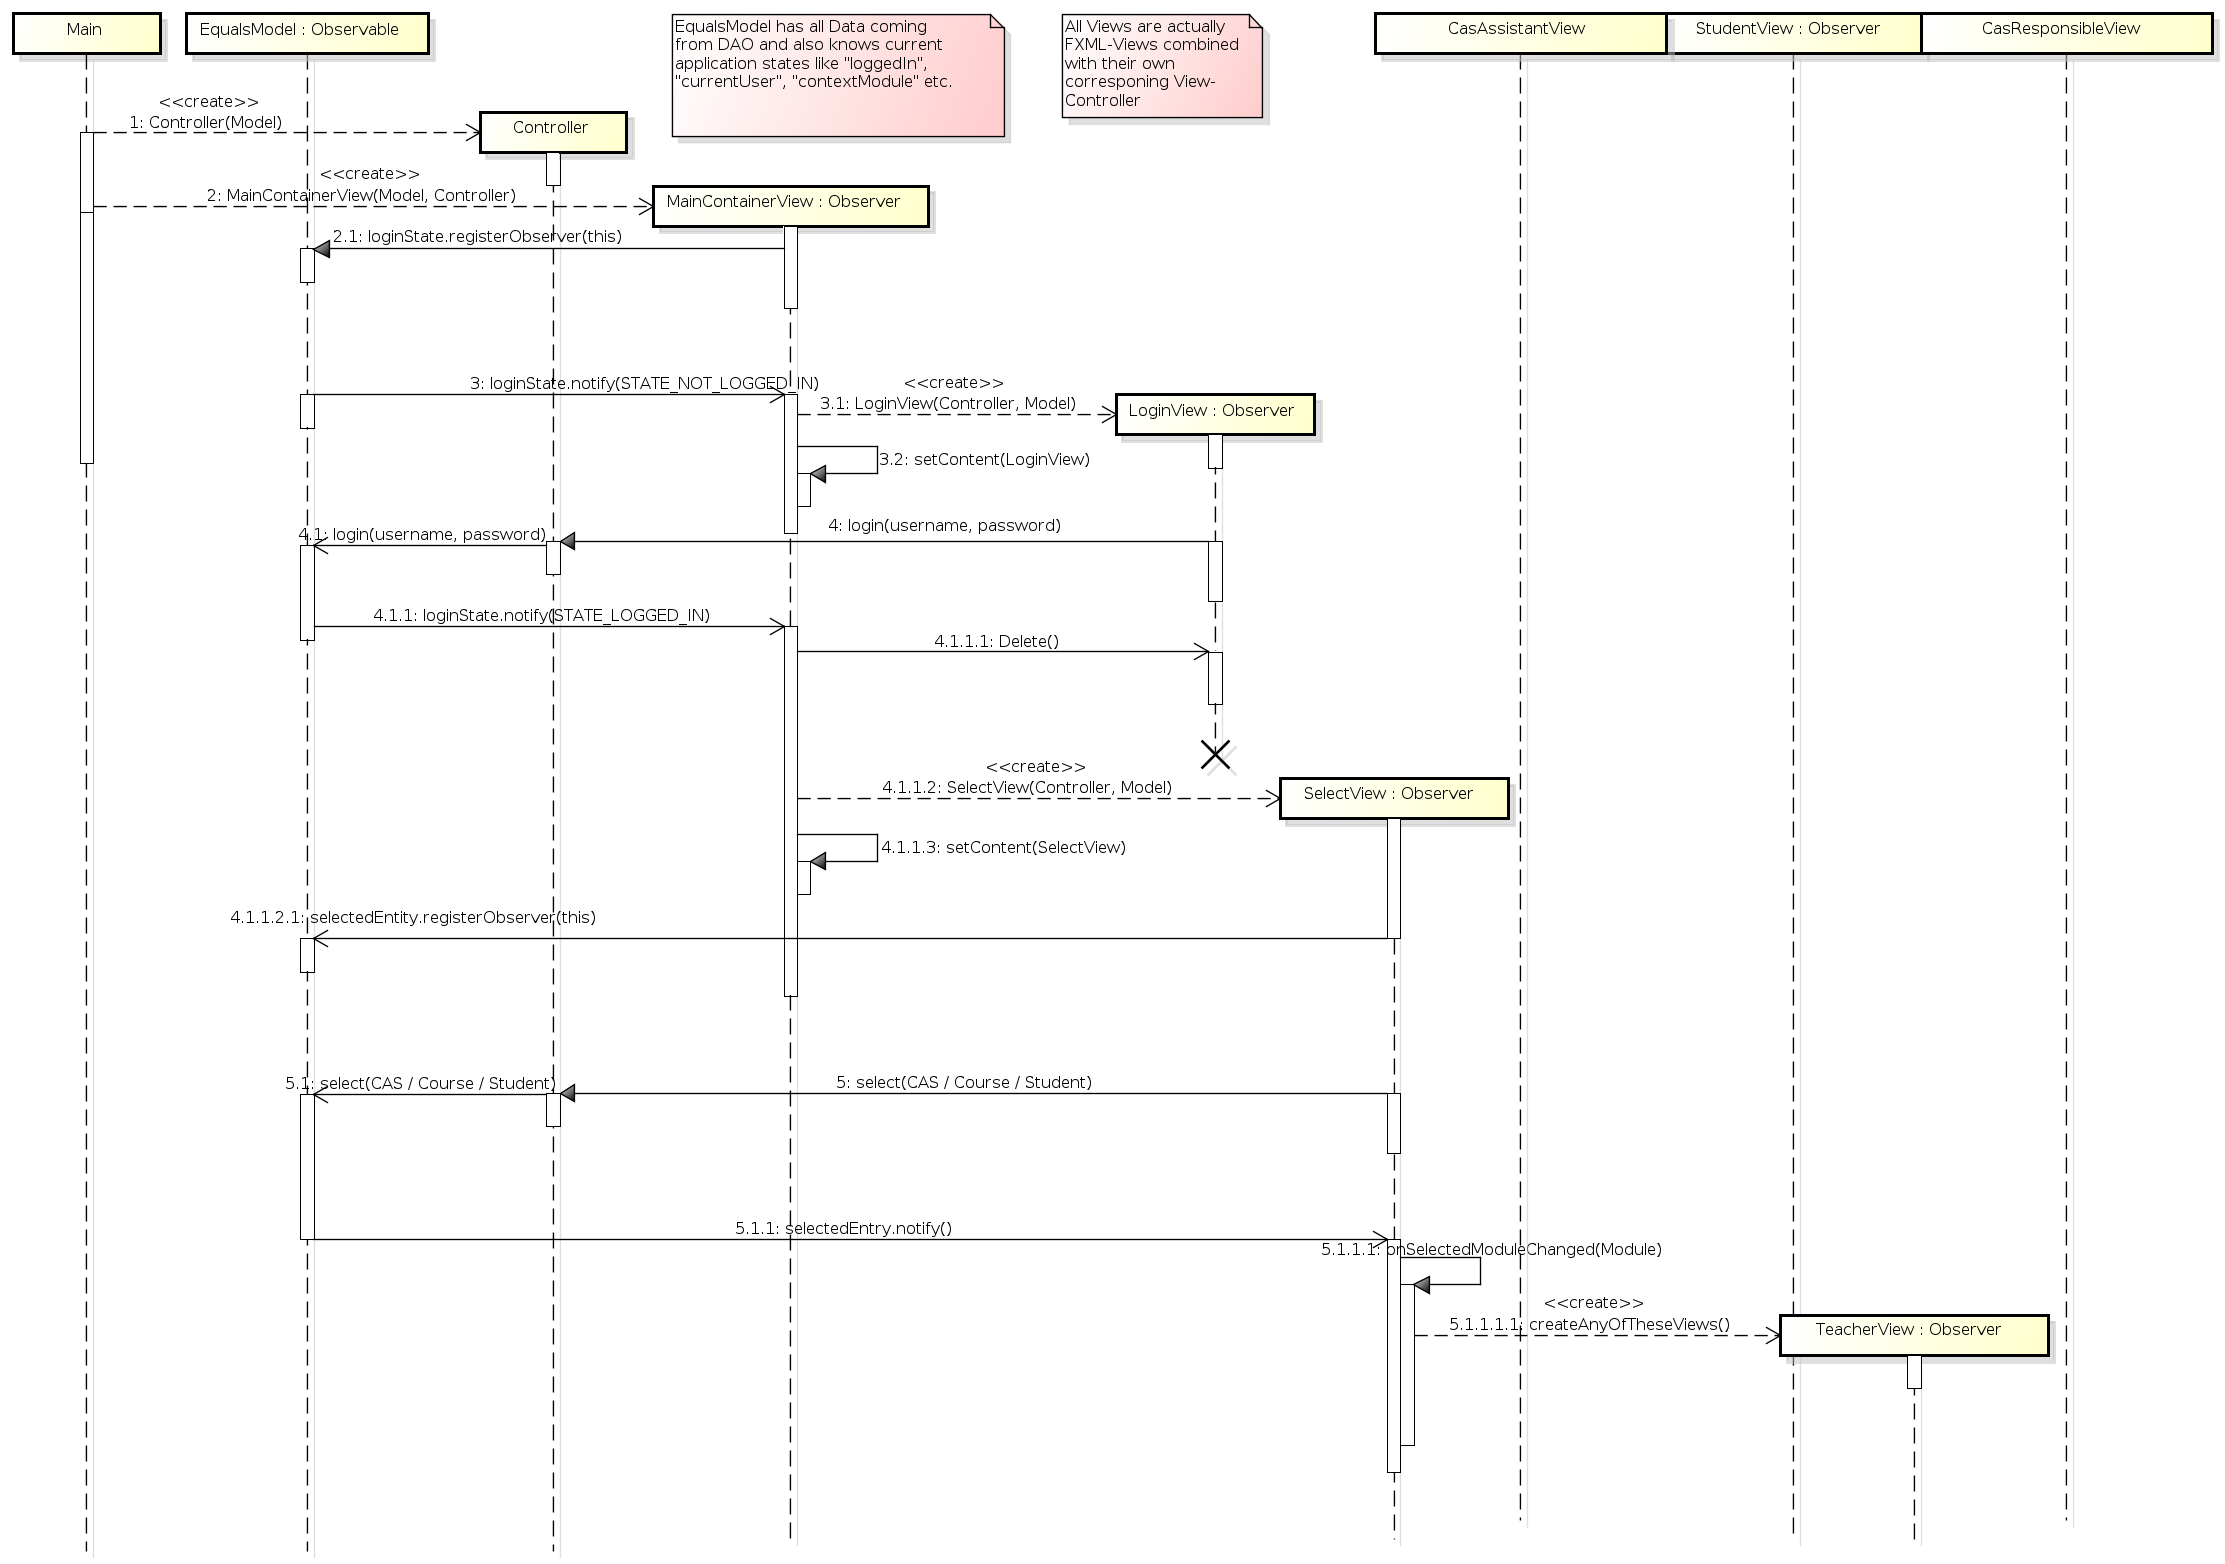 Main
EqualsModel : Observable
EqualsModel has all Data coming
from DAO and also knows current
application states like "loggedIn",
"currentUser", "contextModule" etc.
All Views are actually
FXML-Views combined
with their own
corresponing View-
Controller
CasAssistantView
StudentView : Observer
CasResponsibleView
<<create>>
1: Controller(Model)
Controller
<<create>>
2: MainContainerView(Model, Controller)
MainContainerView : Observer
2.1: loginState.registerObserver(this)
3: loginState.notify(STATE_NOT_LOGGED_IN)
<<create>>
3.1: LoginView(Controller, Model)
LoginView : Observer
3.2: setContent(LoginView)
4: login(username, password)
4.1: login(username, password)
4.1.1: loginState.notify(STATE_LOGGED_IN)
4.1.1.1: Delete()
<<create>>
4.1.1.2: SelectView(Controller, Model)
SelectView : Observer
4.1.1.3: setContent(SelectView)
4.1.1.2.1: selectedEntity.registerObserver(this)
5.1: select(CAS / Course / Student)
5: select(CAS / Course / Student)
5.1.1: selectedEntry.notify()
5.1.1.1: onSelectedModuleChanged(Module)
<<create>>
5.1.1.1.1: createAnyOfTheseViews()
TeacherView : Observer